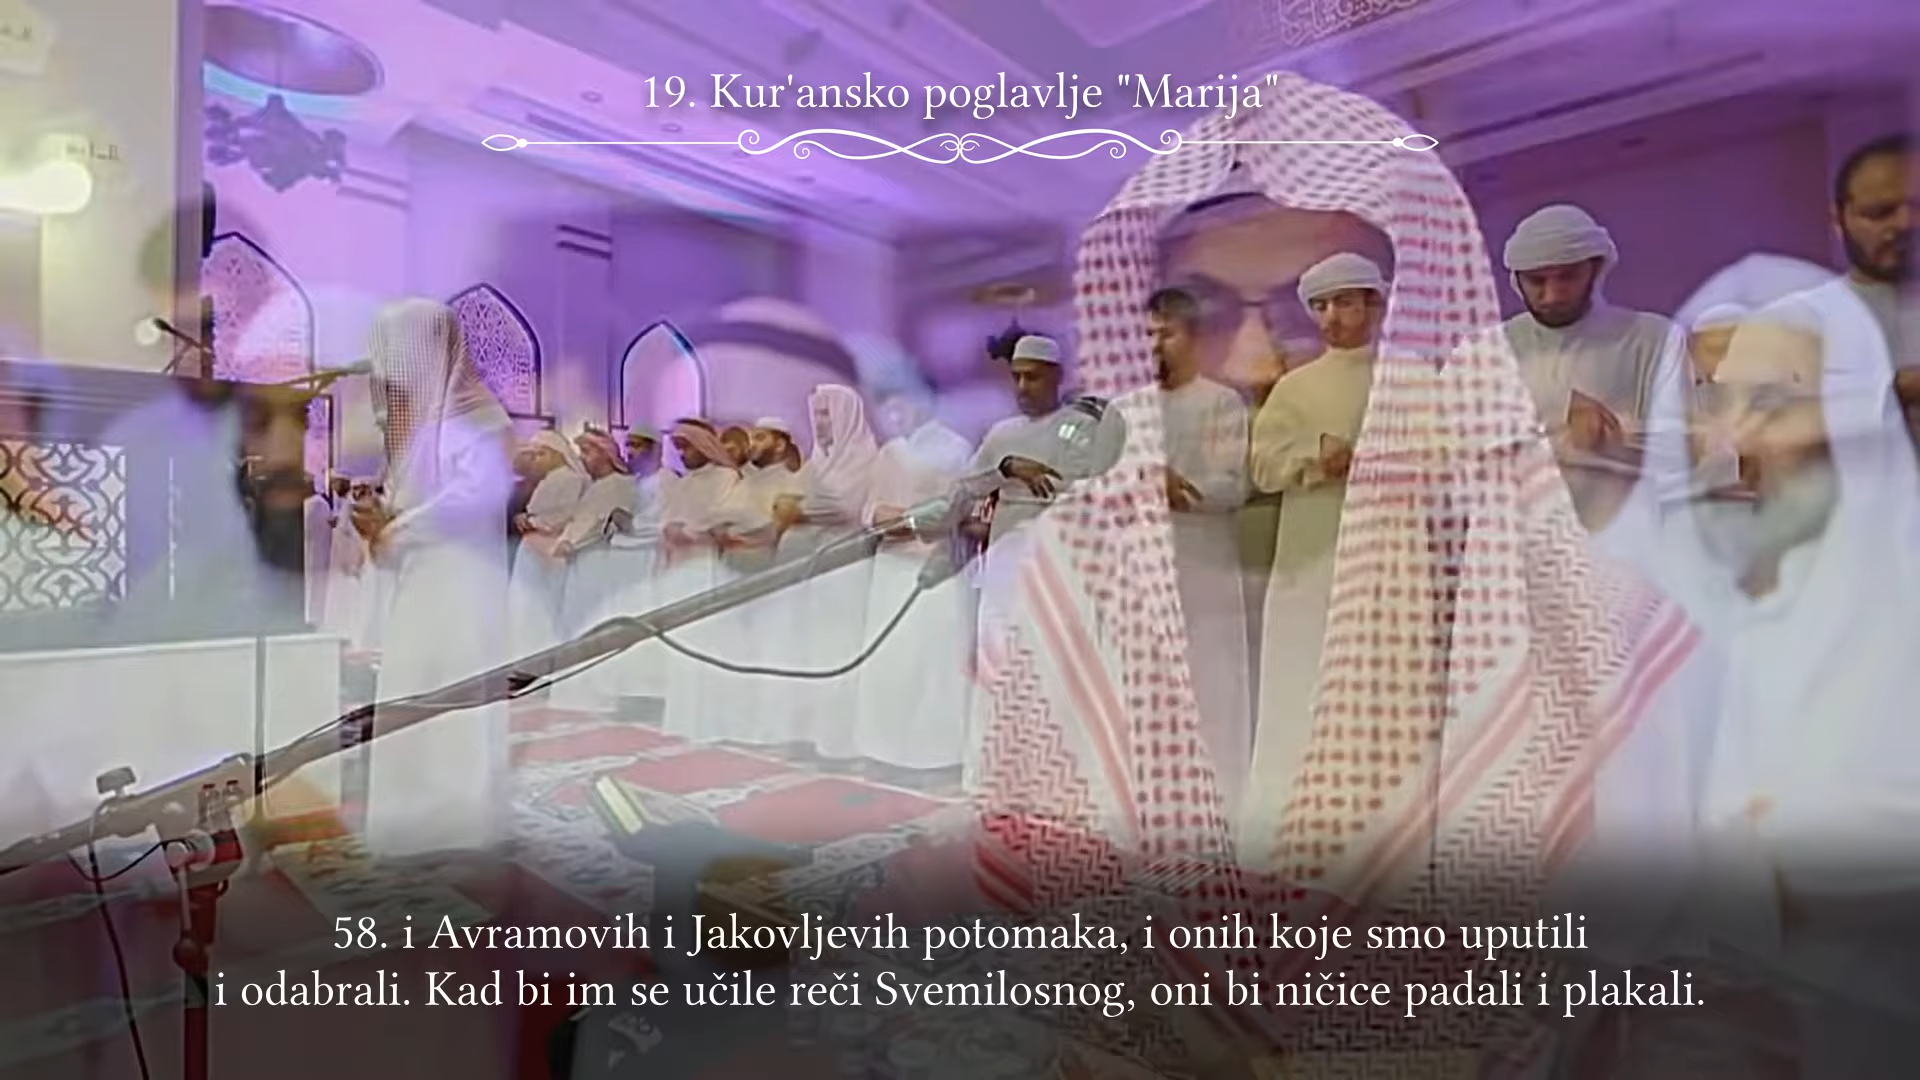 19. Kur'ansko poglavlje "Marija"
58. i Avramovih i Jakovljevih potomaka, i onih koje smo uputili
i odabrali. Kad bi im se učile reči Svemilosnog, oni bi ničice padali i plakali.